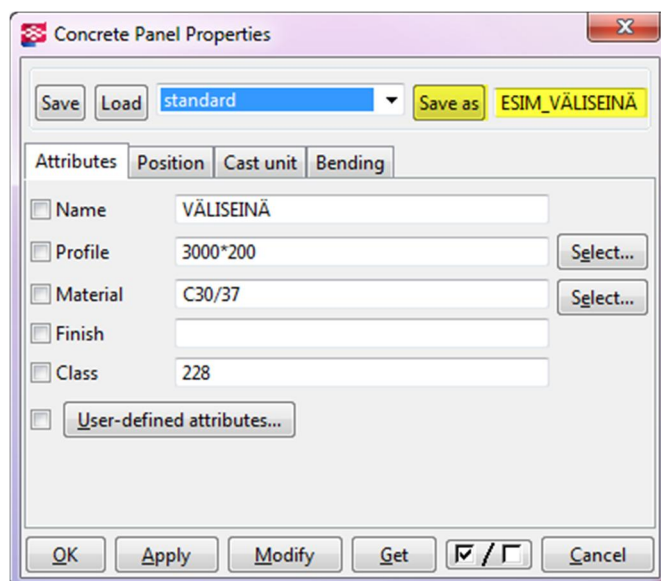 Concrete Panel Properties
Save Load standard Save as ESIM_VÄLISEINÄ
Attributes Position Cast unit Bending
Name VÄLISEINÄ
Profile 3000*200 Select...
Material C30/37 Select...
Finish
Class 228
User-defined attributes...
OK Apply Modify Get / Cancel